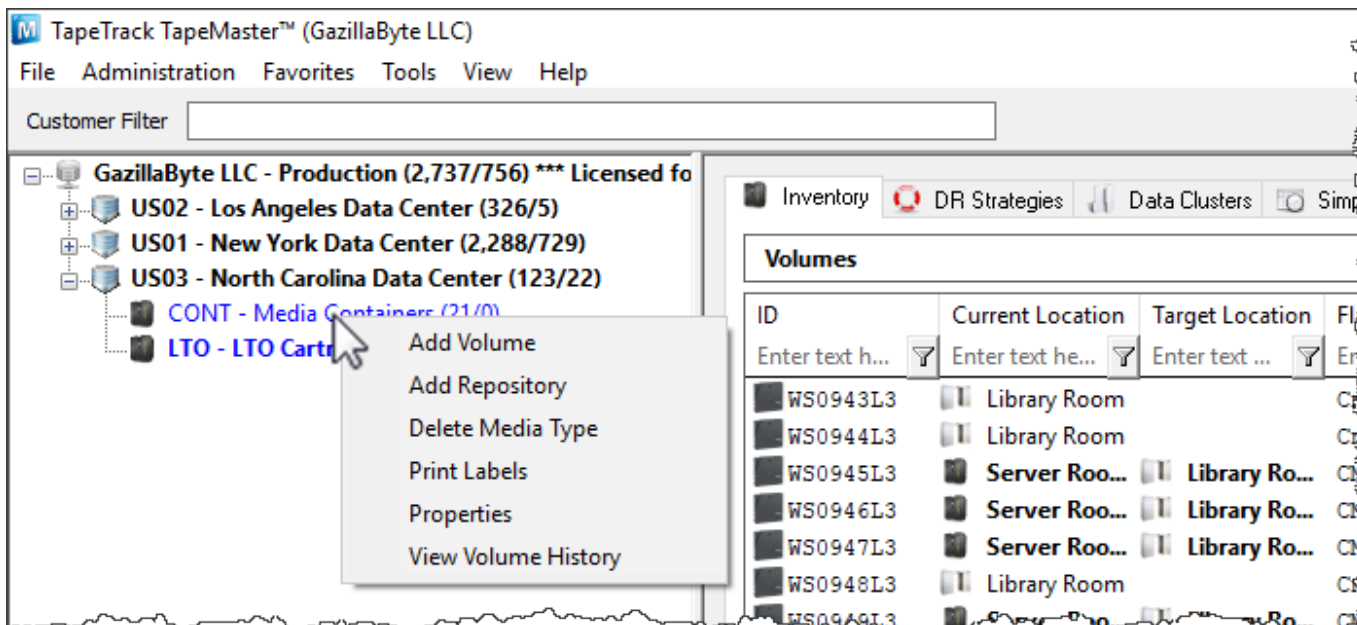 TapeTrack TapeMaster™ (GazillaByte LLC)
File Administration Favorites Tools View Help
Customer Filter
GazillaByte LLC - Production (2,737/756) *** Licensed fo
US02 - Los Angeles Data Center (326/5)
US01 - New York Data Center (2,288/729)
US03 - North Carolina Data Center (123/22)
CONT - Media Containers (21/0)
LTO - LTO Cartr
Add Volume
Add Repository
Delete Media Type
Print Labels
Properties
View Volume History
Inventory DR Strategies Data Clusters Simp
Volumes
ID Current Location Target Location
Enter text h... Enter text he... Enter text ...
WS0943L3 Library Room
WS0944L3 Library Room
WS0945L3 Server Roo... Library Ro...
WS0946L3 Server Roo... Library Ro...
WS0947L3 Server Roo... Library Ro...
WS0948L3 Library Room
WS0949L3